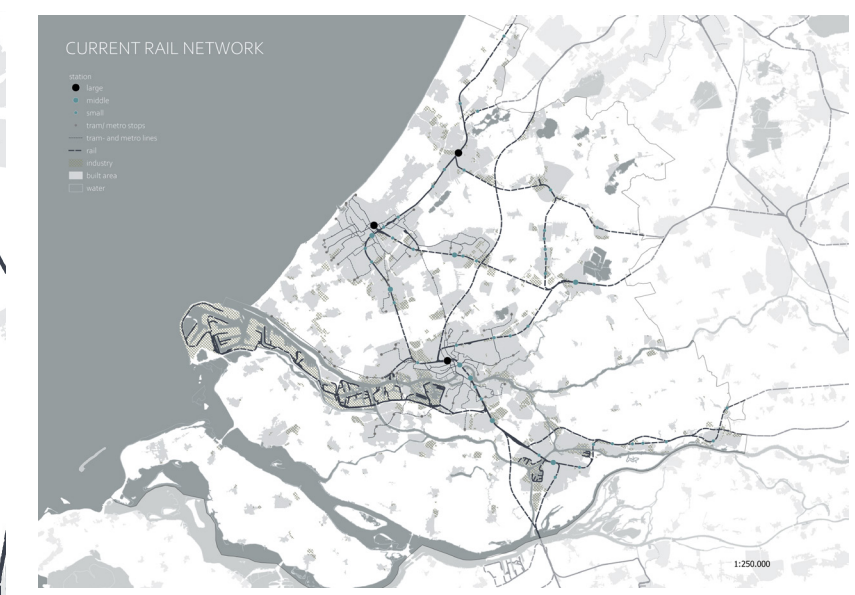 CURRENT RAIL NETWORK
station
large
middle
small
tram/ metro stops
tram- and metro lines
rail
industry
built area
water
1:250.000